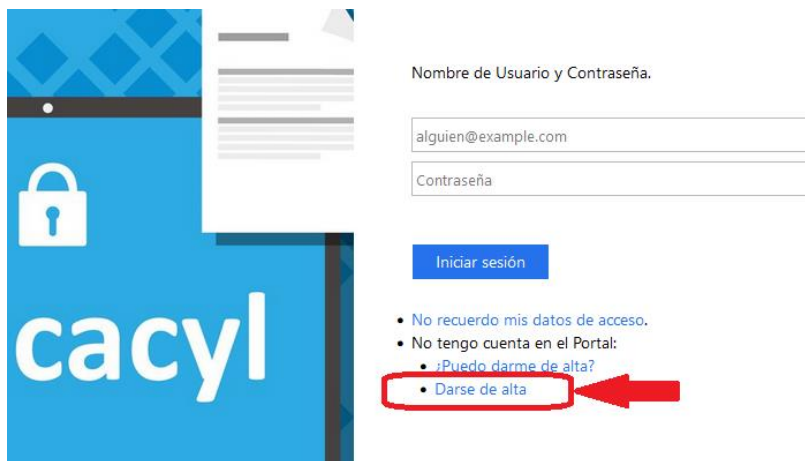 Nombre de Usuario y Contraseña.
alguien@example.com
Contraseña
Iniciar sesión
No recuerdo mis datos de acceso.
No tengo cuenta en el Portal:
¿Puedo darme de alta?
Darse de alta
cacyl